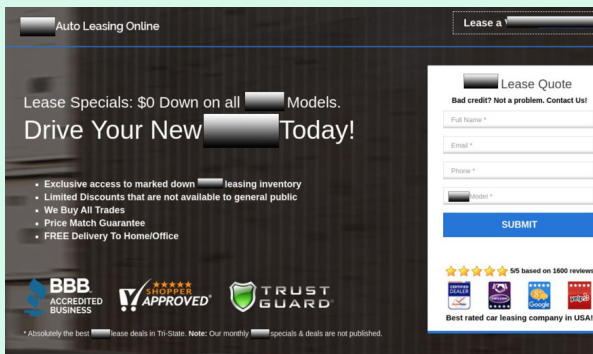 Auto Leasing Online
Lease a
Lease Specials: $0 Down on all Models.
Drive Your New Today!
Exclusive access to marked down leasing inventory
Limited Discounts that are not available to general public
We Buy All Trades
Price Match Guarantee
FREE Delivery To Home/Office
BBB
ACCREDITED
BUSINESS
SHOPPER
APPROVED
TRUST
GUARD
* Absolutely the best lease deals in Tri-State. Note: Our monthly specials & deals are not published.
Lease Quote
Bad credit? Not a problem. Contact Us!
Full Name *
Email *
Phone *
Model *
SUBMIT
5/5 based on 1600 reviews
CERTIFIED
DEALER
Google
yelp
Best rated car leasing company in USA!